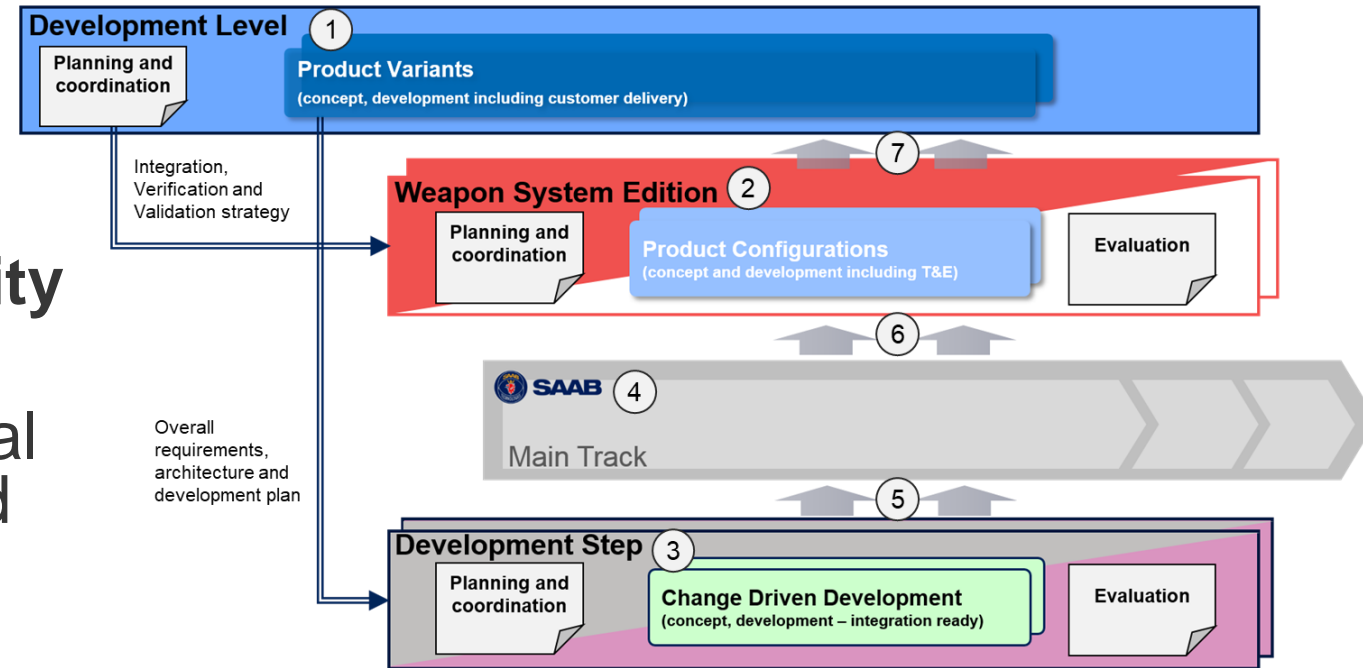 Development Level
1
Planning and
coordination
Product Variants
(concept, development including customer delivery)
7
Integration,
Verification and
Validation strategy
Weapon System Edition
2
Planning and
coordination
Product Configurations
(concept and development including T&E)
Evaluation
ity
6
SAAB
4
Main Track
al
d
Overall
requirements,
architecture and
development plan
5
Development Step
3
Planning and
coordination
Change Driven Development
(concept, development – integration ready)
Evaluation